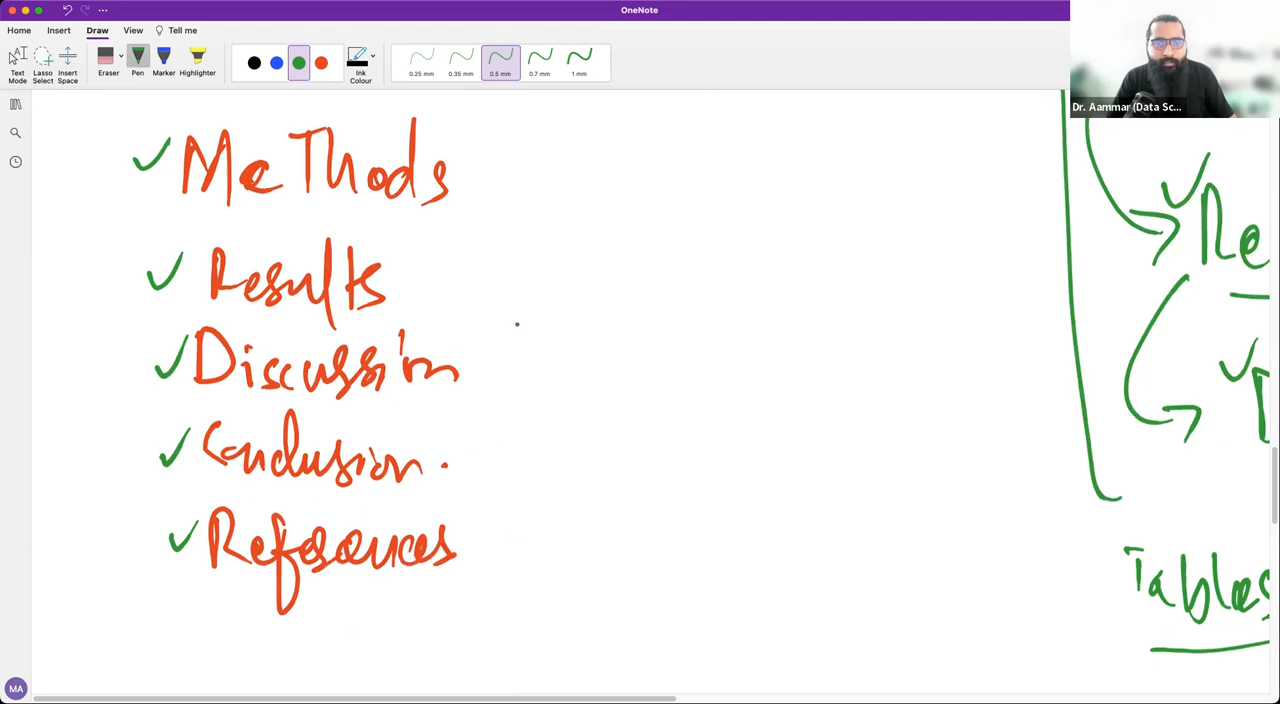 OneNote
Home Insert Draw View Tell me
Text Mode
Lasso Select
Insert Space
Eraser
Pen
Marker
Highlighter
Ink Colour
0.25 mm
0.35 mm
0.5 mm
0.7 mm
1 mm
Dr. Aammar (Data Sc...
✓ Methods
✓ Results
✓ Discussion
✓ Conclusion.
✓ References
✓ Re
Tables
MA